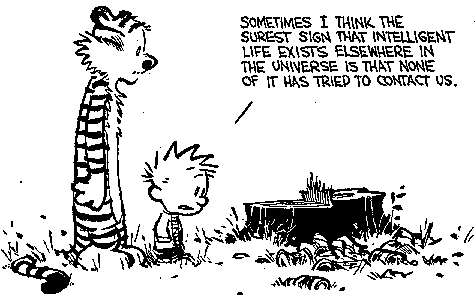 SOMETIMES I THINK THE
SUREST SIGN THAT INTELLIGENT
LIFE EXISTS ELSEWHERE IN
THE UNIVERSE IS THAT NONE
OF IT HAS TRIED TO CONTACT US.